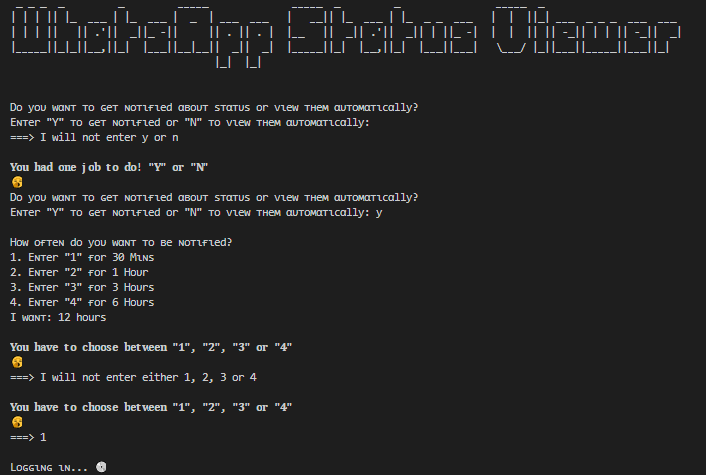 WhatsApp Status Viewer
Do you want to get notified about status or view them automatically?
Enter "Y" to get notified or "N" to view them automatically:
===> I will not enter y or n
You had one job to do! "Y" or "N"
Do you want to get notified about status or view them automatically?
Enter "Y" to get notified or "N" to view them automatically: y
How often do you want to be notified?
1. Enter "1" for 30 Mins
2. Enter "2" for 1 Hour
3. Enter "3" for 3 Hours
4. Enter "4" for 6 Hours
I want: 12 hours
You have to choose between "1", "2", "3" or "4"
===> I will not enter either 1, 2, 3 or 4
You have to choose between "1", "2", "3" or "4"
===> 1
Logging in...